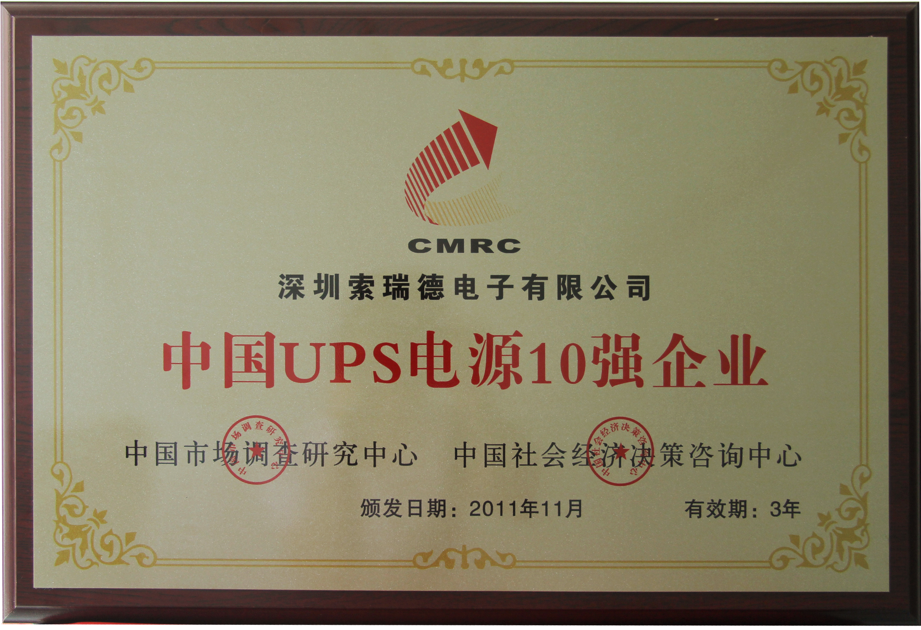 CMRC
深圳索瑞德电子有限公司
中国UPS电源10强企业
中国市场调查研究中心 中国社会经济决策咨询中心
颁发日期：2011年11月 有效期：3年